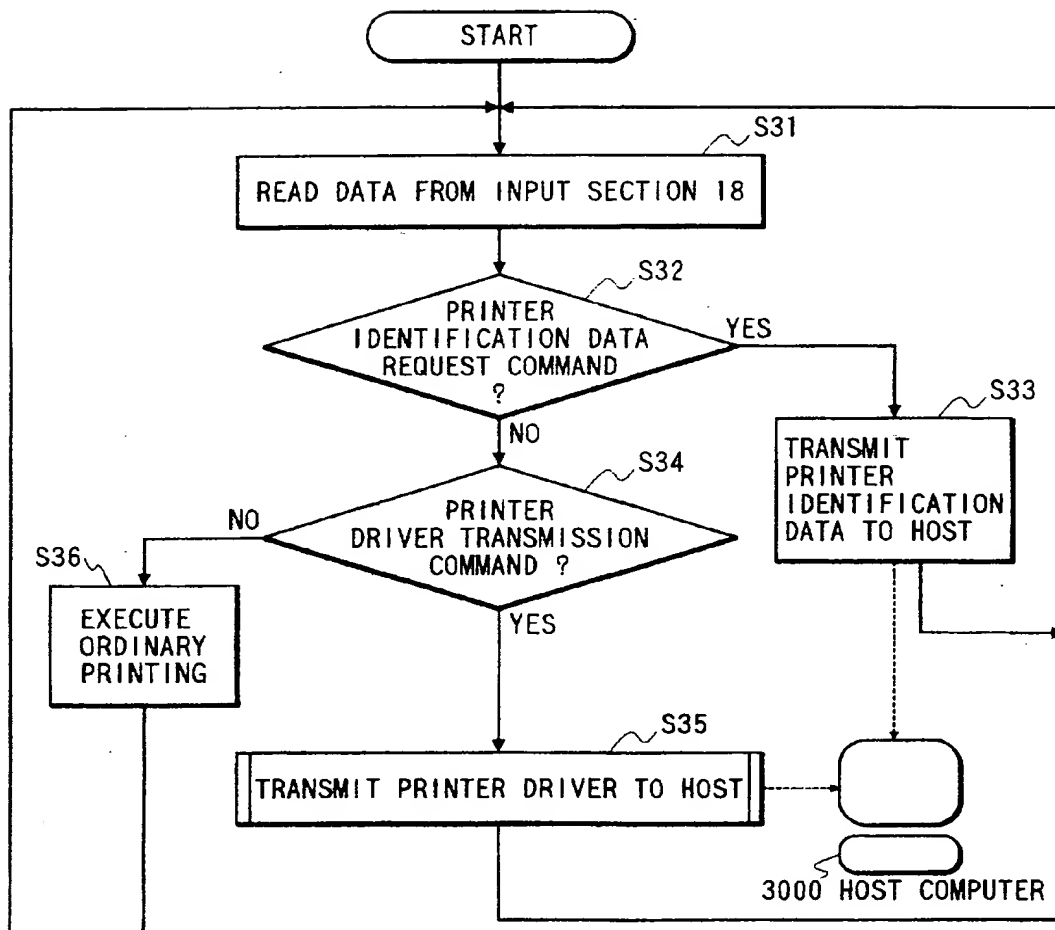 START
S31
READ DATA FROM INPUT SECTION 18
S32
PRINTER
IDENTIFICATION DATA
REQUEST COMMAND
?
YES
NO
S33
TRANSMIT
PRINTER
IDENTIFICATION
DATA TO HOST
S34
PRINTER
DRIVER TRANSMISSION
COMMAND ?
NO
YES
S36
EXECUTE
ORDINARY
PRINTING
S35
TRANSMIT PRINTER DRIVER TO HOST
3000 HOST COMPUTER